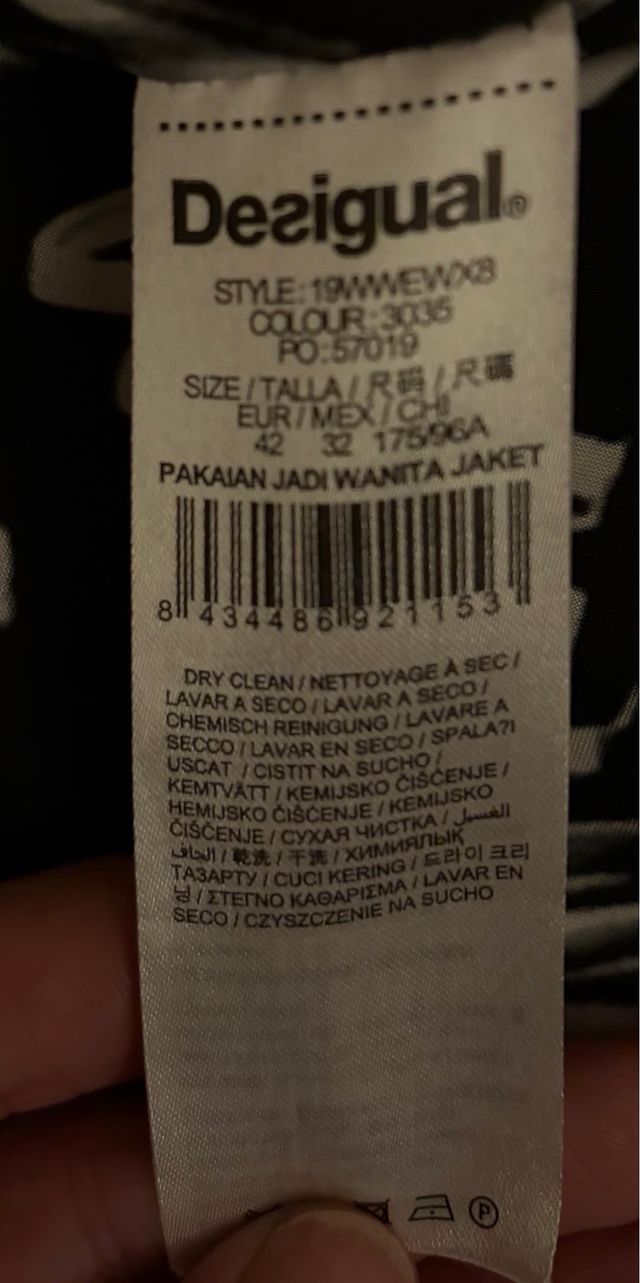 Desigual®
STYLE:19WWEWX8
COLOUR:3035
PO:57019
SIZE/TALLA/尺码/尺碼
EUR/MEX/CHI
42 32 175/96A
PAKAIAN JADI WANITA JAKET
8 434486 921153
DRY CLEAN/NETTOYAGE À SEC/
LAVAR A SECO/LAVAR A SECO/
CHEMISCH REINIGUNG/LAVARE A
SECCO/LAVAR EN SECO/SPALA?I
USCAT /CISTIT NA SUCHO/
KEMTVÄTT/KEMIJSKO ČIŠĆENJE/
HEMIJSKO ČIŠĆENJE/KEMIJSKO
ČIŠĆENJE/СУХАЯ ЧИСТКА/الغسيل
الجاف/乾洗/干洗/ХИМИЯЛЫК
ТАЗАРТУ/CUCI KERING/드라이 크리
닝/ΣΤΕΓΝΟ ΚΑΘΑΡΙΣΜΑ/LAVAR EN
SECO/CZYSZCZENIE NA SUCHO
P